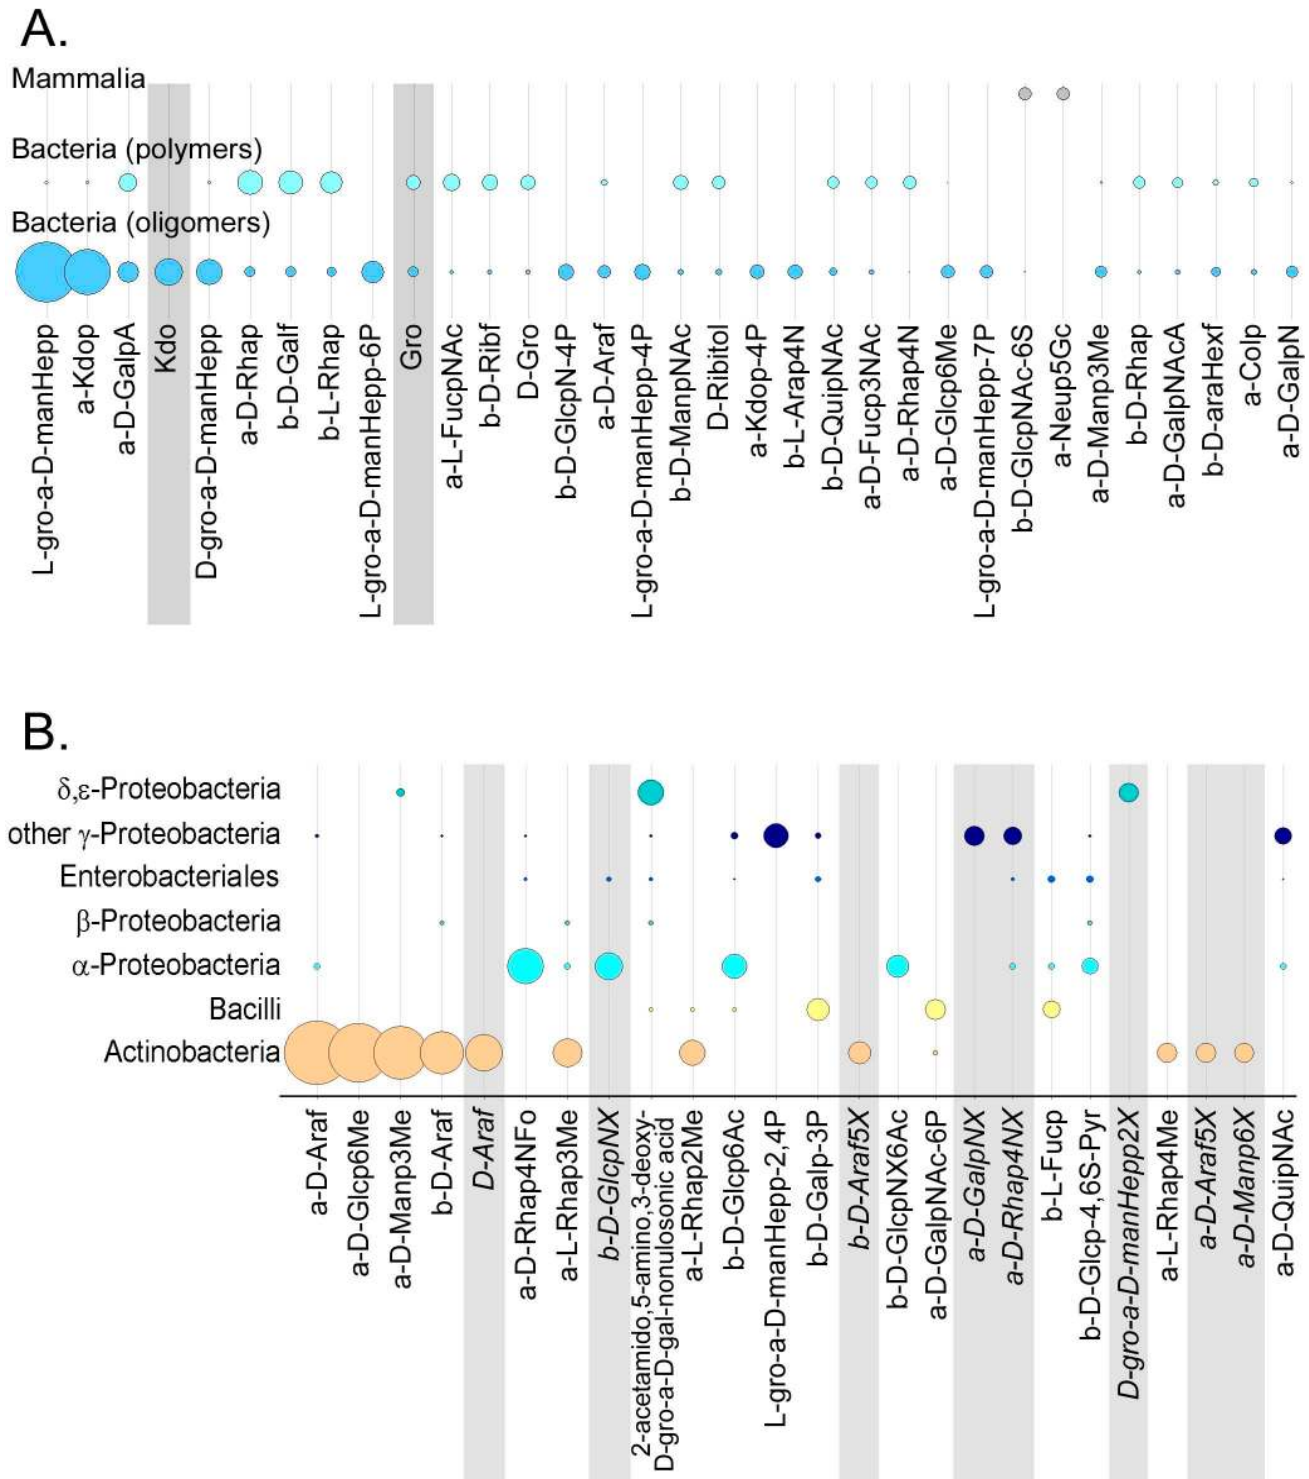 A.
Mammalia
Bacteria (polymers)
Bacteria (oligomers)
L-gro-a-D-manHepp
a-Kdop
a-D-GalpA
Kdo
D-gro-a-D-manHepp
a-D-Rhap
b-D-Galf
b-L-Rhap
L-gro-a-D-manHepp-6P
Gro
a-L-FucpNAc
b-D-Ribf
D-Gro
b-D-GlcpN-4P
a-D-Araf
L-gro-a-D-manHepp-4P
b-D-ManpNAc
D-Ribitol
a-Kdop-4P
b-L-Arap4N
b-D-QuipNAc
a-D-Fucp3NAc
a-D-Rhap4N
a-D-Glcp6Me
L-gro-a-D-manHepp-7P
b-D-GlcpNAc-6S
a-Neup5Gc
a-D-Manp3Me
b-D-Rhap
a-D-GalpNAcA
b-D-araHexf
a-Colp
a-D-GalpN
B.
δ,ε-Proteobacteria
other γ-Proteobacteria
Enterobacteriales
β-Proteobacteria
α-Proteobacteria
Bacilli
Actinobacteria
a-D-Araf
a-D-Glcp6Me
a-D-Manp3Me
b-D-Araf
D-Araf
a-D-Rhap4NFo
a-L-Rhap3Me
b-D-GlcpNX
2-acetamido,5-amino,3-deoxy-
D-gro-a-D-gal-nonulosonic acid
a-L-Rhap2Me
b-D-Glcp6Ac
L-gro-a-D-manHepp-2,4P
b-D-Galp-3P
b-D-Araf5X
b-D-GlcpNX6Ac
a-D-GalpNAc-6P
a-D-GalpNX
a-D-Rhap4NX
b-L-Fucp
b-D-Glcp-4,6S-Pyr
D-gro-a-D-manHepp2X
a-L-Rhap4Me
a-D-Araf5X
a-D-Manp6X
a-D-QuipNAc